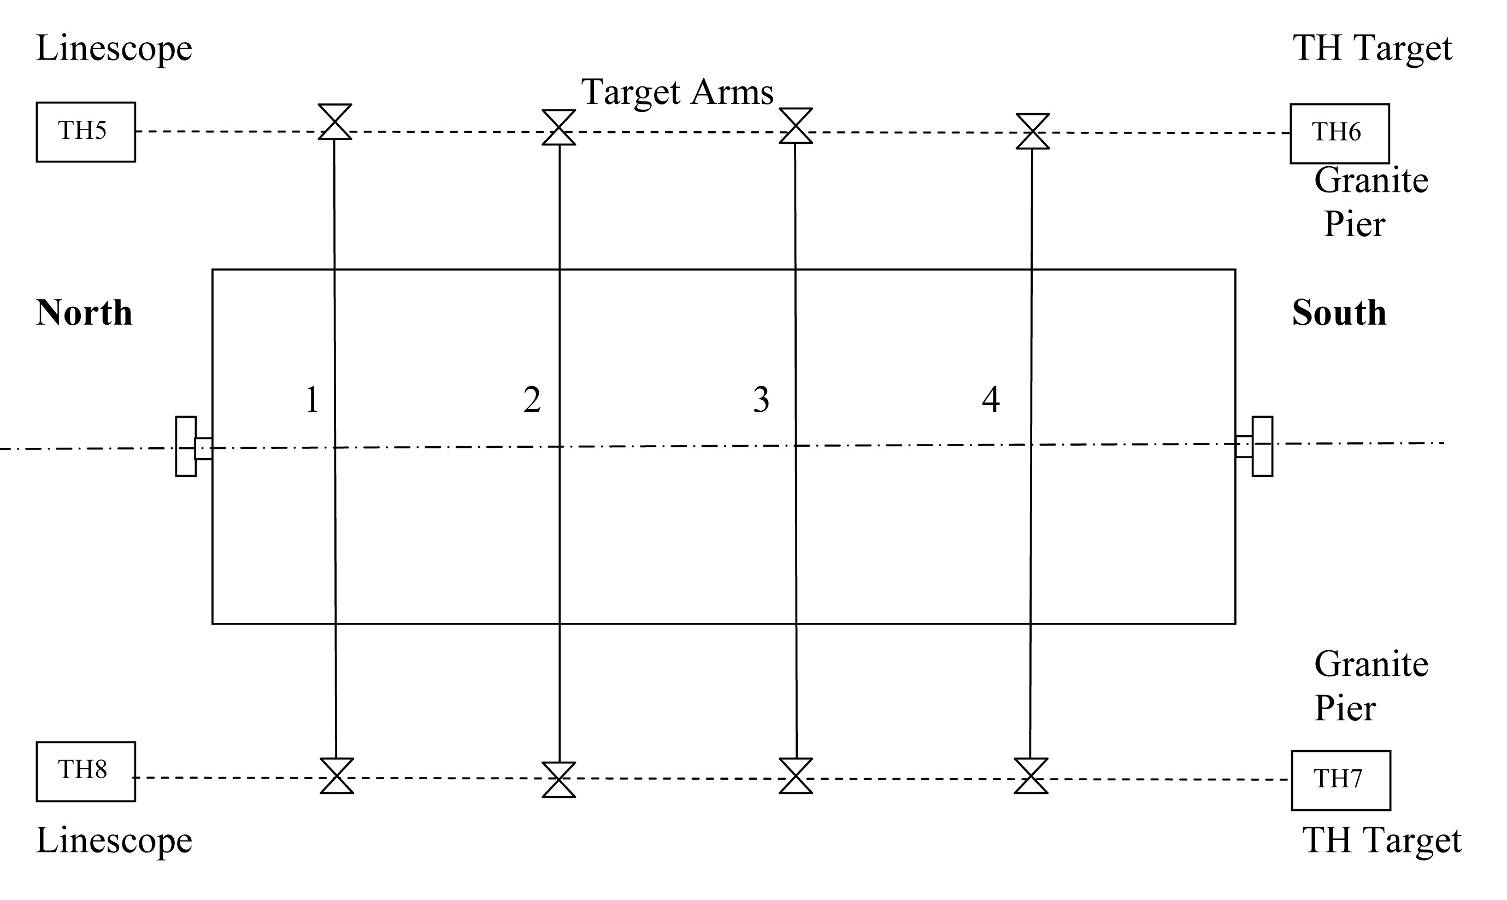 Linescope
TH Target
Target Arms
TH5
TH6
Granite
Pier
North
South
1
2
3
4
Granite
Pier
TH8
TH7
Linescope
TH Target